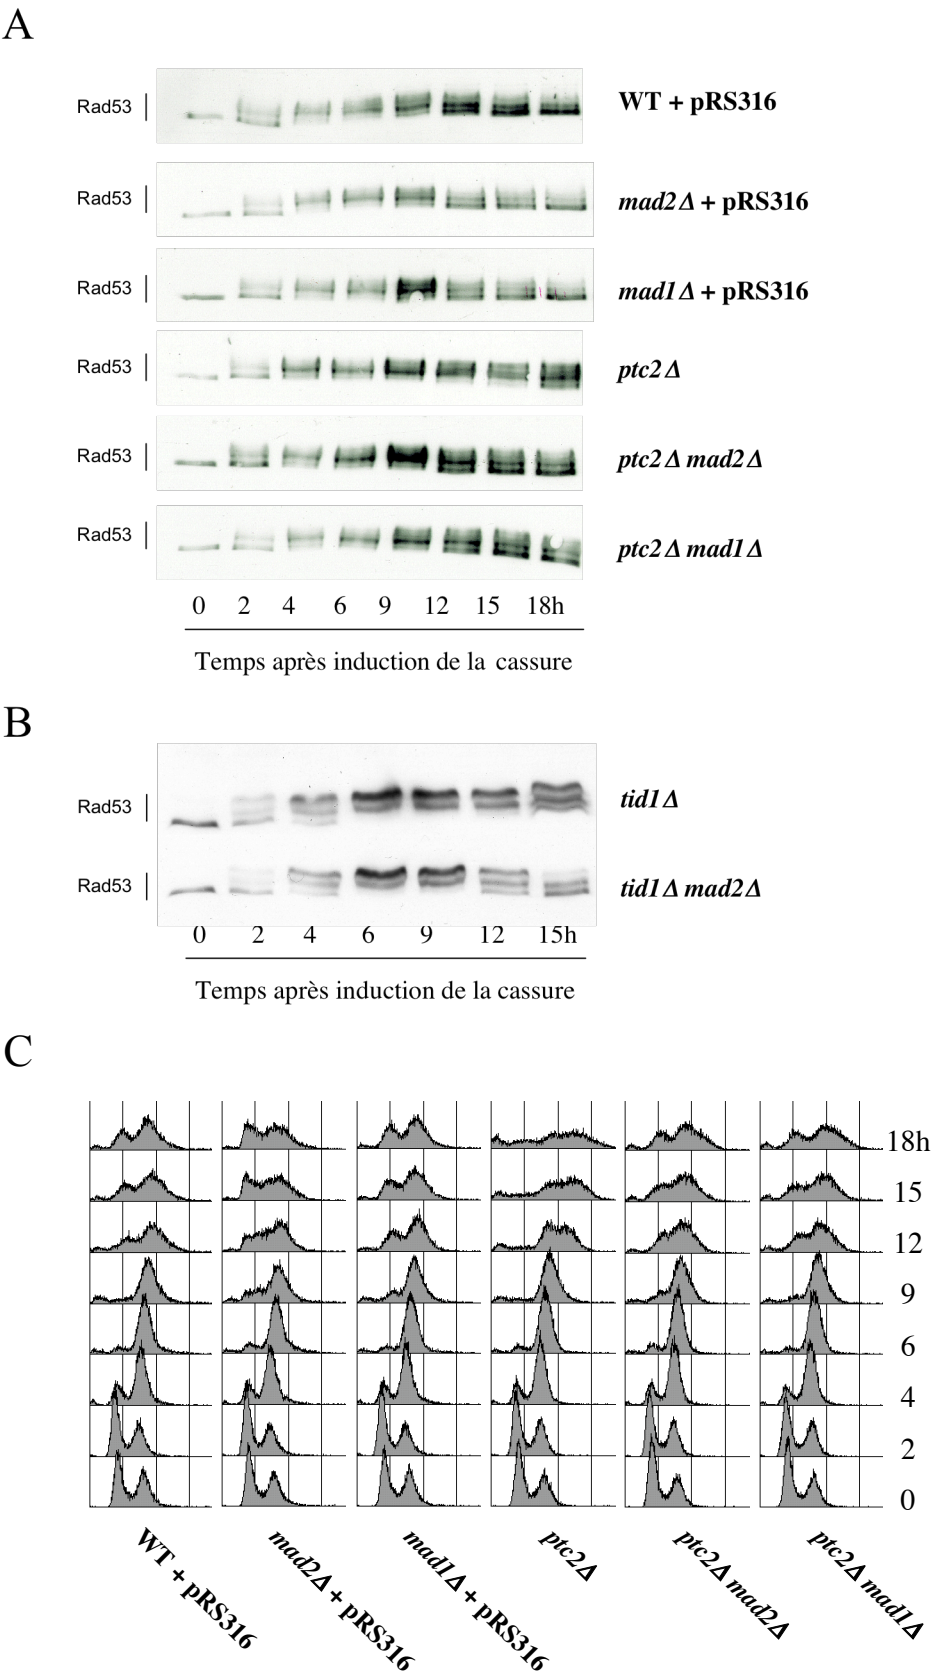 A
Rad53 WT + pRS316
Rad53 mad2Δ + pRS316
Rad53 mad1Δ + pRS316
Rad53 ptc2Δ
Rad53 ptc2Δ mad2Δ
Rad53 ptc2Δ mad1Δ
0 2 4 6 9 12 15 18h
Temps après induction de la cassure
B
Rad53 tid1Δ
Rad53 tid1Δ mad2Δ
0 2 4 6 9 12 15h
Temps après induction de la cassure
C
18h
15
12
9
6
4
2
0
WT + pRS316
mad2Δ + pRS316
mad1Δ + pRS316
ptc2Δ
ptc2Δ mad2Δ
ptc2Δ mad1Δ